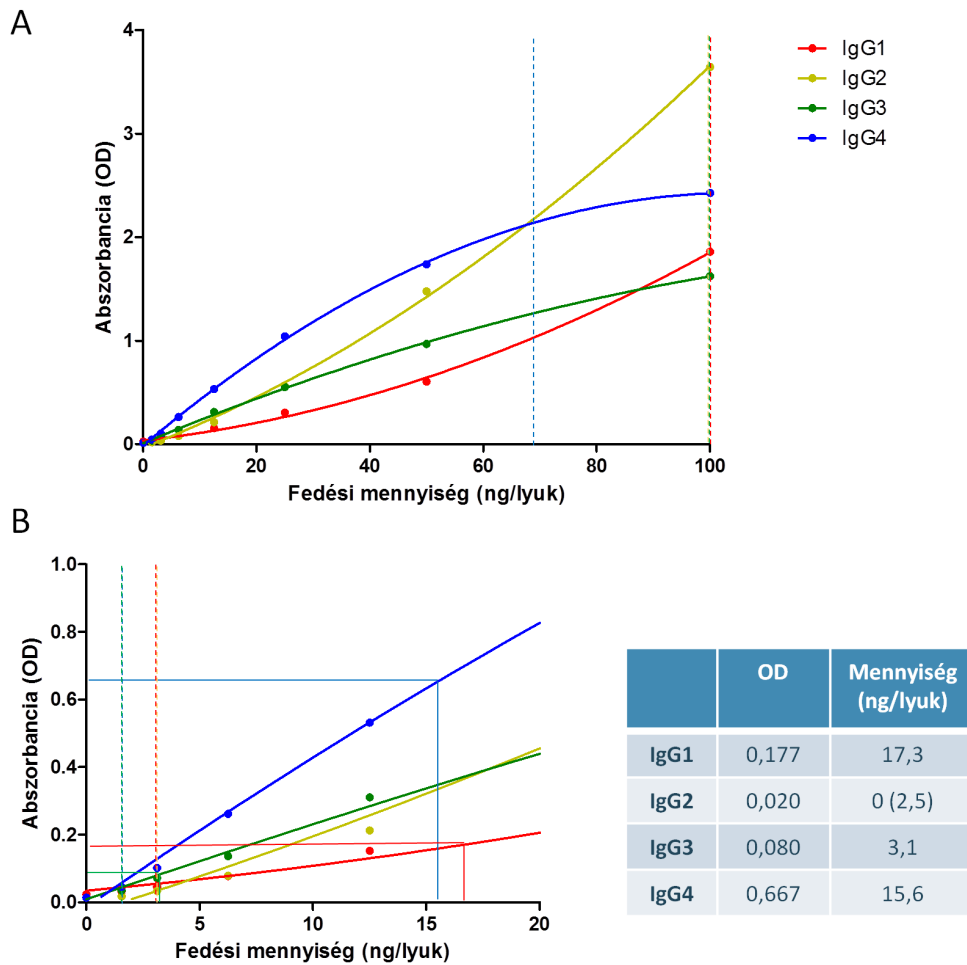 A
Abszorbancia (OD)
4
3
2
1
0
0 20 40 60 80 100
Fedési mennyiség (ng/lyuk)
IgG1
IgG2
IgG3
IgG4
B
Abszorbancia (OD)
1.0
0.8
0.6
0.4
0.2
0.0
0 5 10 15 20
Fedési mennyiség (ng/lyuk)
OD Mennyiség
(ng/lyuk)
IgG1 0,177 17,3
IgG2 0,020 0 (2,5)
IgG3 0,080 3,1
IgG4 0,667 15,6